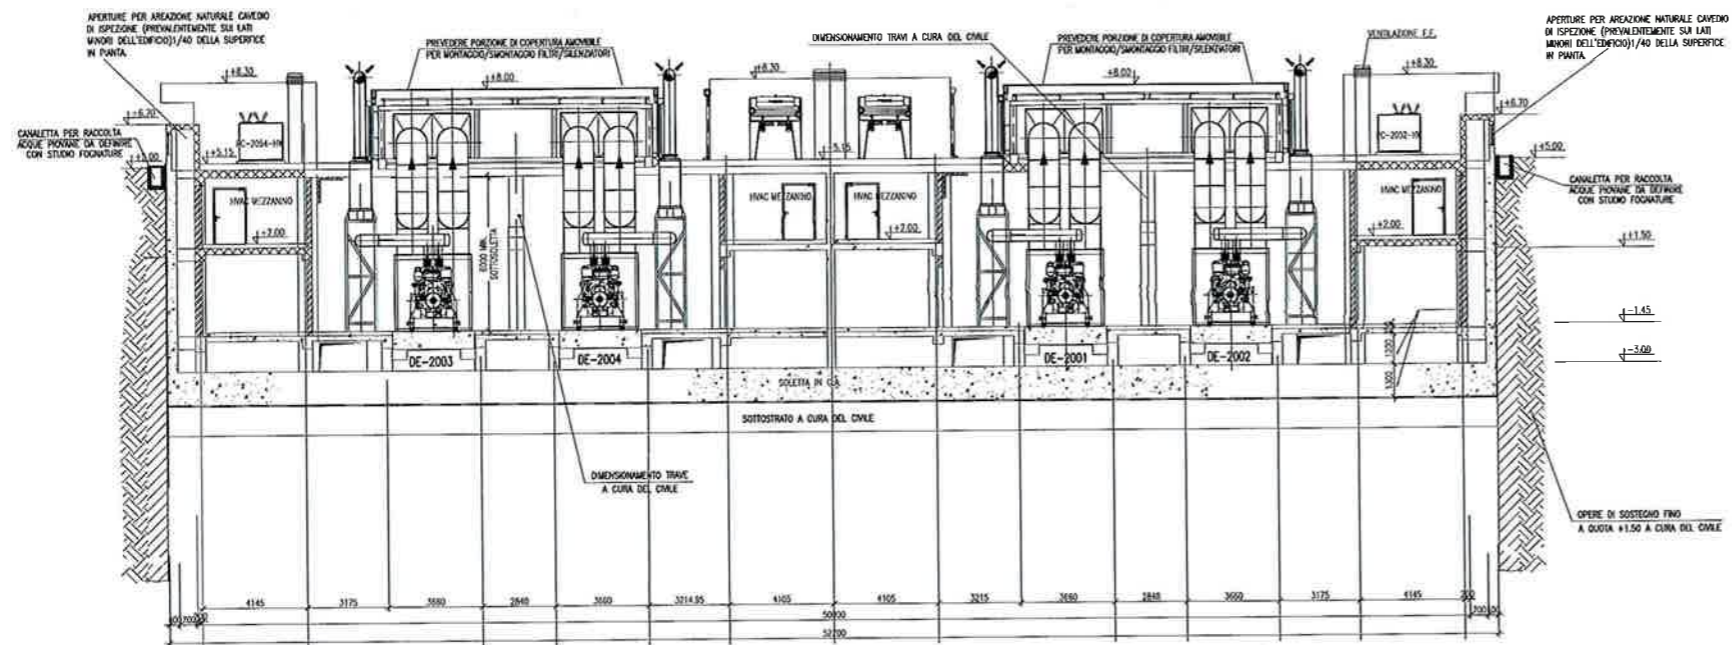 APERTURE PER AREAZIONE NATURALE CAVEDIO
DI ISPEZIONE (PREVALENTEMENTE SUI LATI
MINORI DELL'EDIFICIO)1/40 DELLA SUPERFICE
IN PIANTA.
PREVEDERE PORZIONE DI COPERTURA AMOVIBILE
PER MONTAGGIO/SMONTAGGIO FILTRI/SILENZIATORI
DIMENSIONAMENTO TRAVI A CURA DEL CIVILE
PREVEDERE PORZIONE DI COPERTURA AMOVIBILE
PER MONTAGGIO/SMONTAGGIO FILTRI/SILENZIATORI
VENTILAZIONE F.F.
APERTURE PER AREAZIONE NATURALE CAVEDIO
DI ISPEZIONE (PREVALENTEMENTE SUI LATI
MINORI DELL'EDIFICIO)1/40 DELLA SUPERFICE
IN PIANTA.
+8.30
+8.00
+8.30
+8.00
+8.30
+6.70
+6.70
CANALETTA PER RACCOLTA
ACQUE PIOVANE DA DEFINIRE
CON STUDIO FOGNATURE
+5.00
+5.15
+5.00
CANALETTA PER RACCOLTA
ACQUE PIOVANE DA DEFINIRE
CON STUDIO FOGNATURE
HVAC MEZZANINO
HVAC MEZZANINO
HVAC MEZZANINO
HVAC MEZZANINO
+2.00
6000 MIN.
SOTTOSOLETTA
+2.00
+2.00
+1.50
-1.45
-3.00
DE-2003
DE-2004
DE-2001
DE-2002
1200
1300
SOLETTA IN C.A.
SOTTOSTRATO A CURA DEL CIVILE
DIMENSIONAMENTO TRAVE
A CURA DEL CIVILE
OPERE DI SOSTEGNO FINO
A QUOTA +1.50 A CURA DEL CIVILE
4145
3175
3660
2840
3660
3214.95
4105
4105
3215
3660
2840
3660
3175
4145
700
700
52200